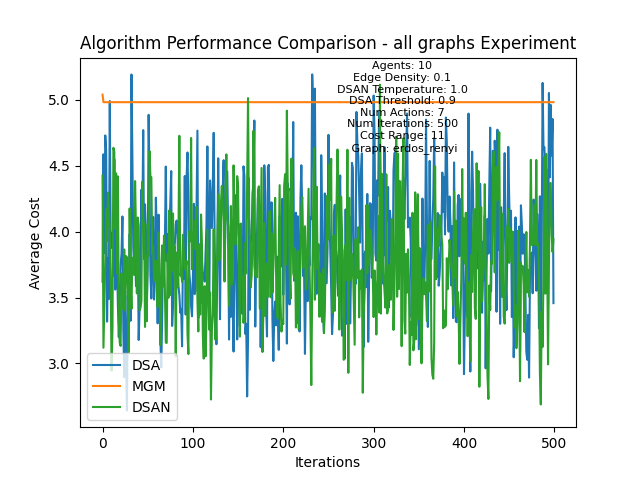 Algorithm Performance Comparison - all graphs Experiment
Agents: 10
Edge Density: 0.1
DSAN Temperature: 1.0
DSA Threshold: 0.9
Num Actions: 7
Num Iterations: 500
Cost Range: 11
Graph: erdos_renyi
Average Cost
5.0
4.5
4.0
3.5
3.0
DSA
MGM
DSAN
0
100
200
300
400
500
Iterations